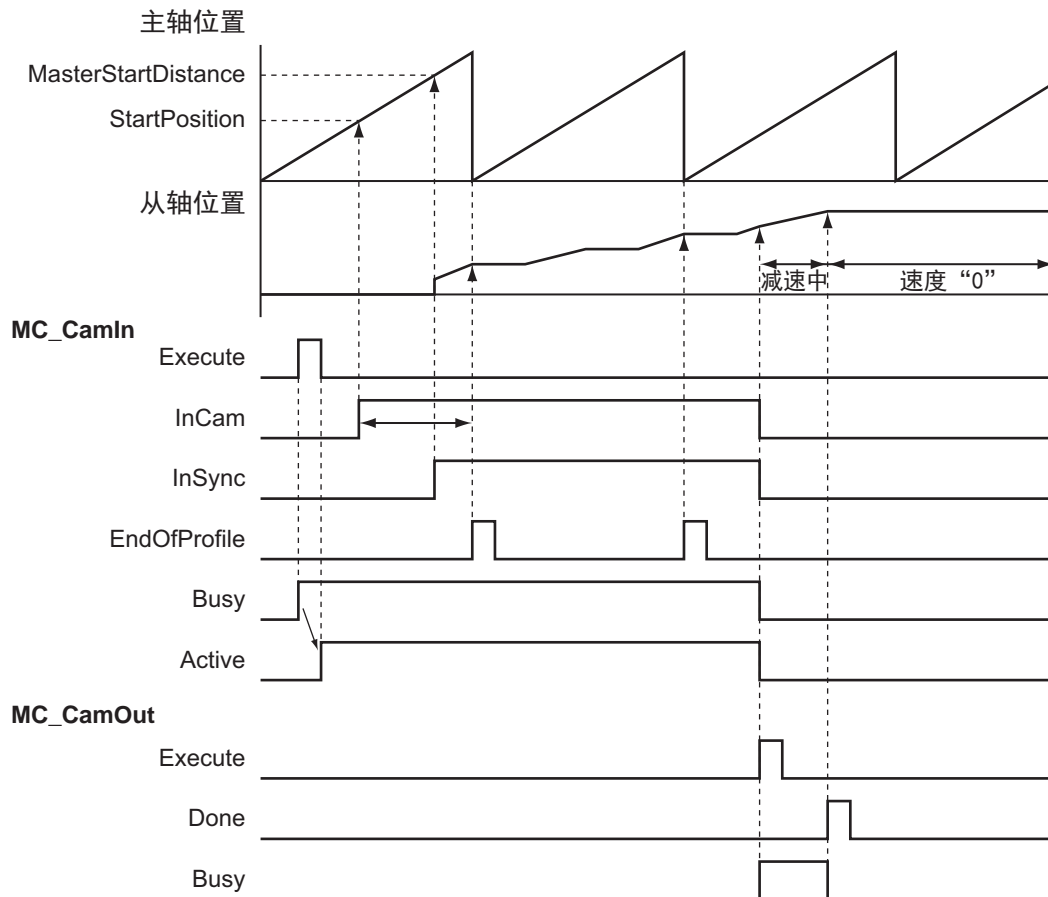 主轴位置
MasterStartDistance
StartPosition
从轴位置
减速中
速度“0”
MC_CamIn
Execute
InCam
InSync
EndOfProfile
Busy
Active
MC_CamOut
Execute
Done
Busy